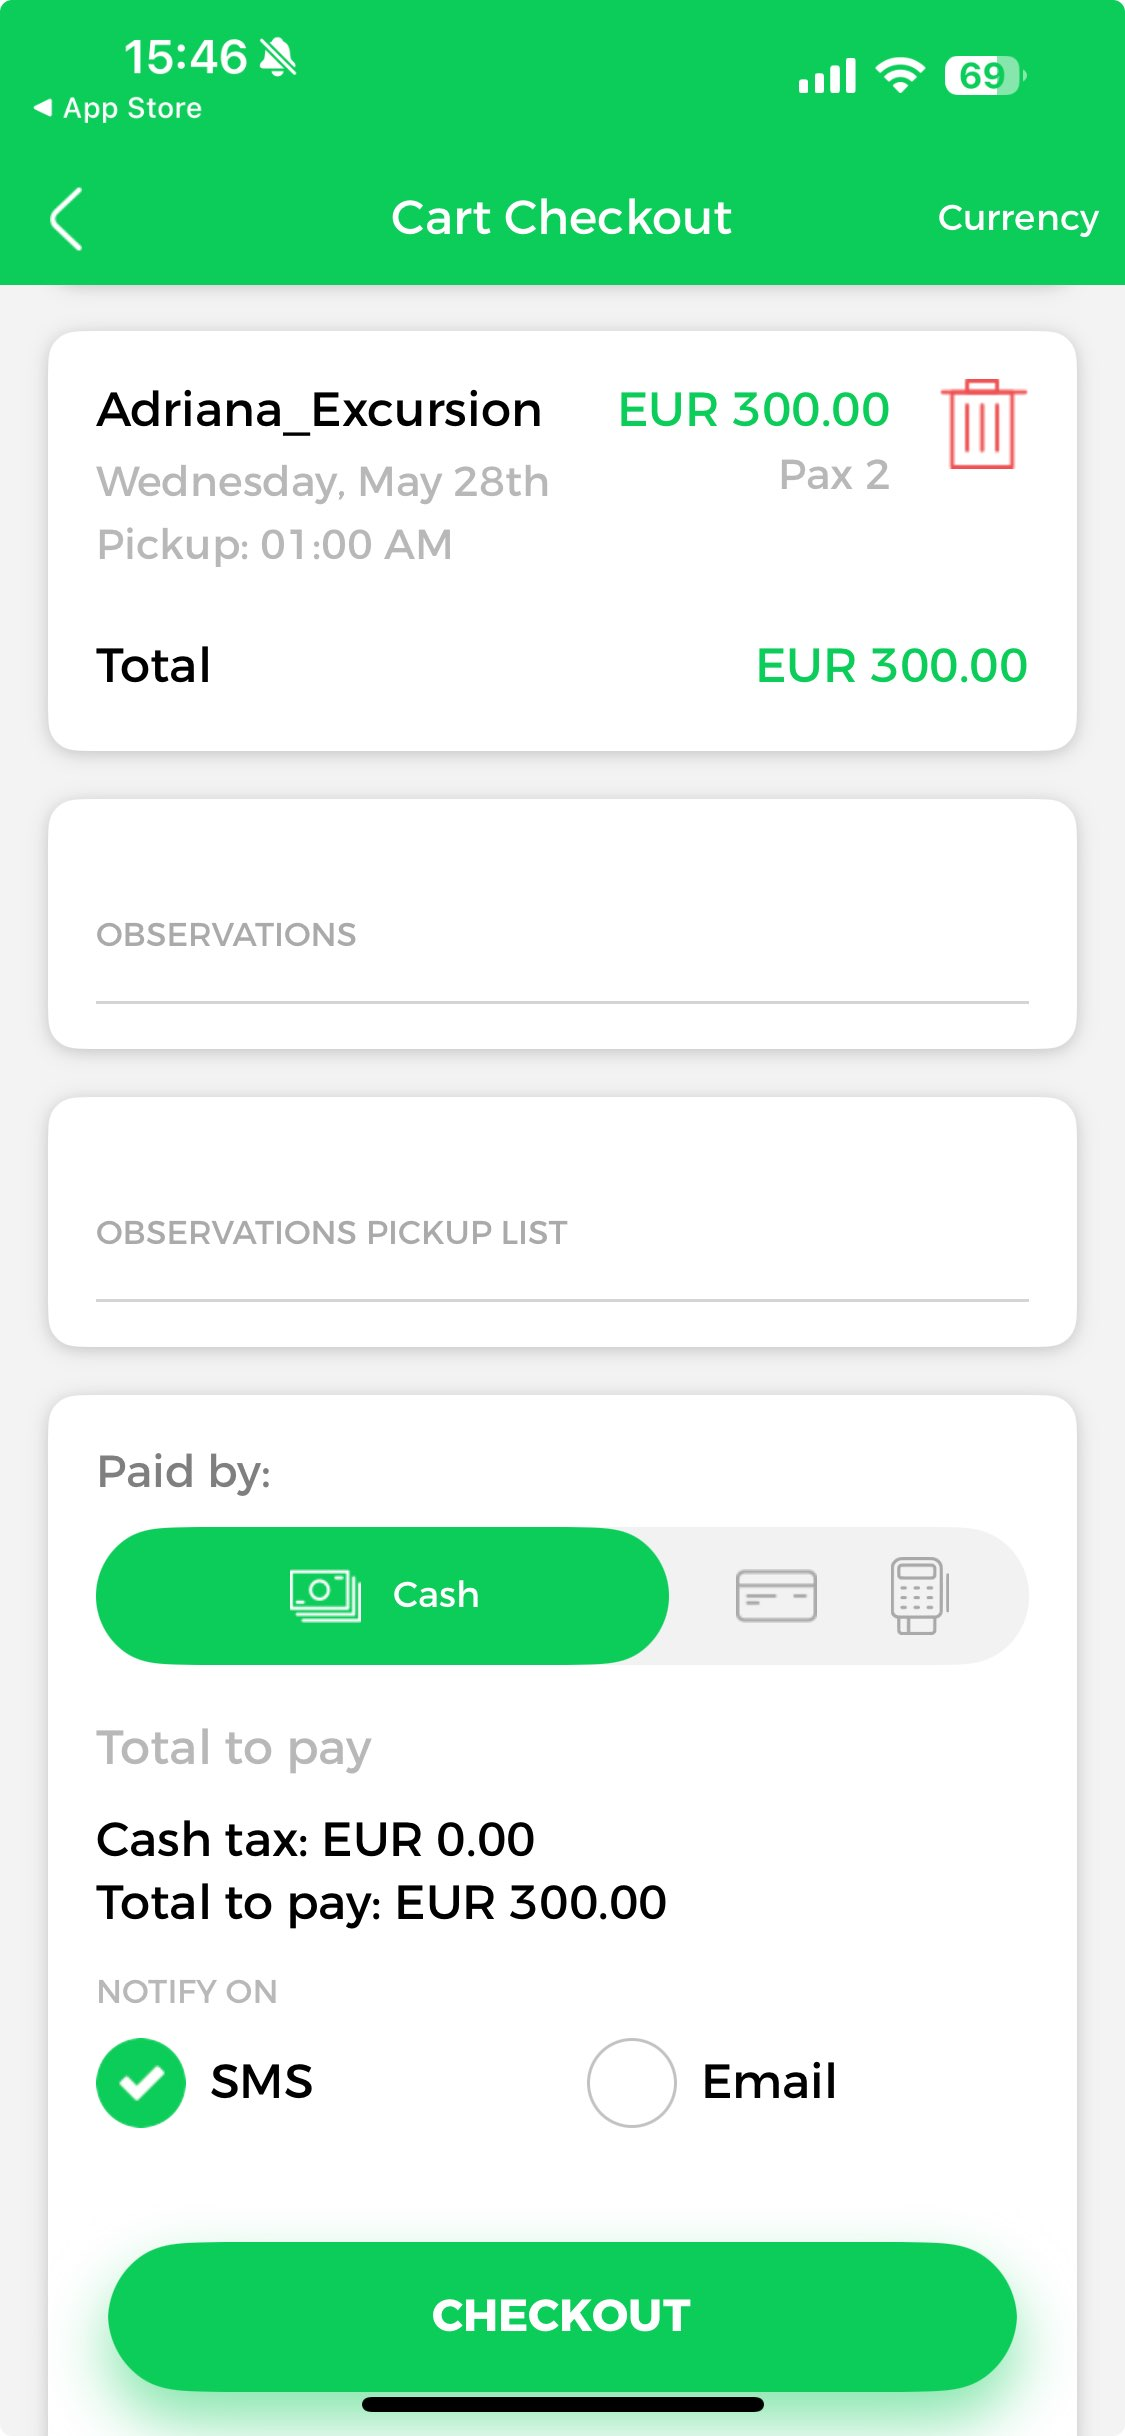 15:46
69
App Store
Cart Checkout
Currency
Adriana_Excursion
EUR 300.00
Wednesday, May 28th
Pax 2
Pickup: 01:00 AM
Total
EUR 300.00
OBSERVATIONS
OBSERVATIONS PICKUP LIST
Paid by:
Cash
Total to pay
Cash tax: EUR 0.00
Total to pay: EUR 300.00
NOTIFY ON
SMS
Email
CHECKOUT